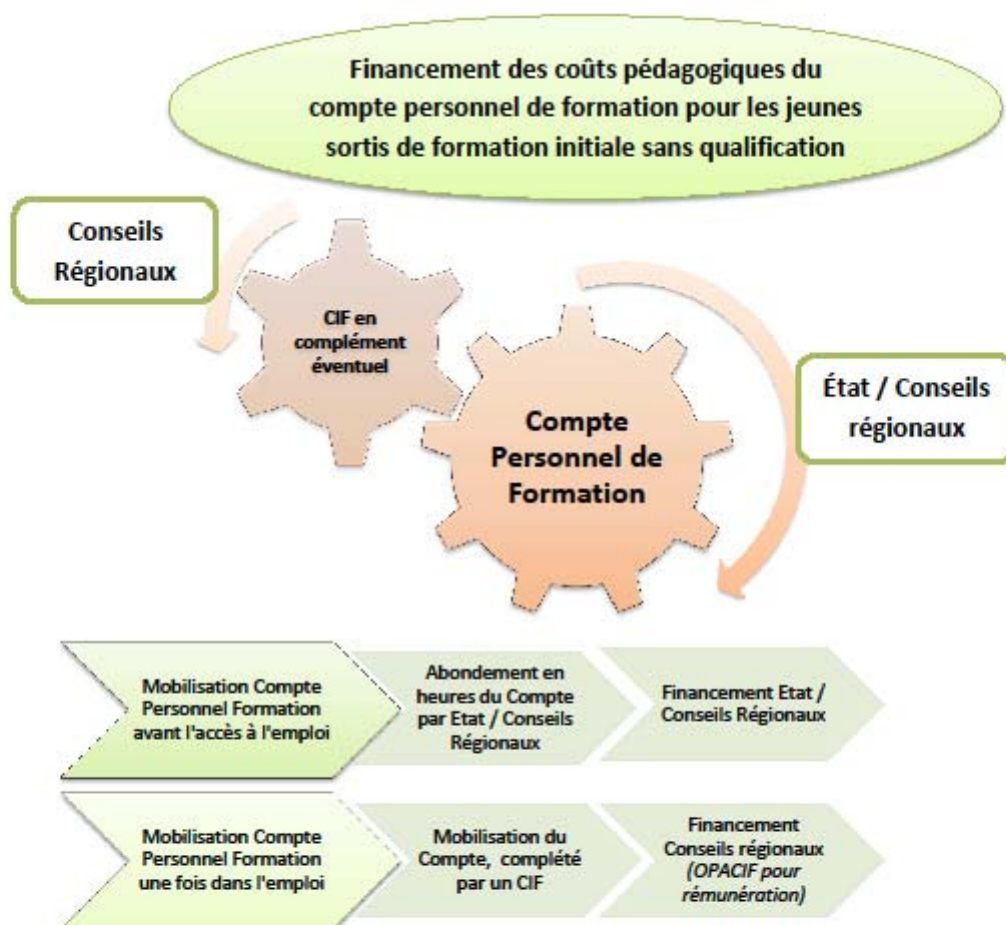 Financement des coûts pédagogiques du
compte personnel de formation pour les jeunes
sortis de formation initiale sans qualification
Conseils
Régionaux
CIF en
complément
éventuel
Compte
Personnel de
Formation
État / Conseils
régionaux
Mobilisation Compte
Personnel Formation
avant l'accès à l'emploi
Abondement en
heures du Compte
par Etat / Conseils
Régionaux
Financement Etat /
Conseils Régionaux
Mobilisation Compte
Personnel Formation
une fois dans l'emploi
Mobilisation du
Compte, complété
par un CIF
Financement
Conseils régionaux
(OPACIF pour
rémunération)